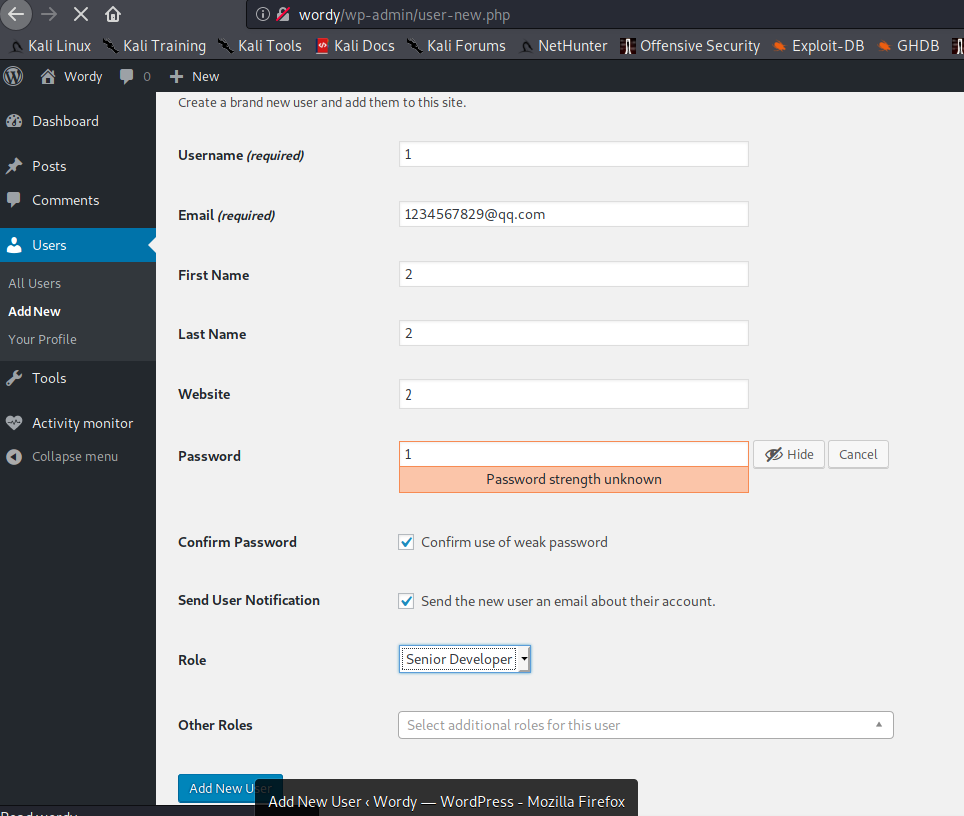 wordy/wp-admin/user-new.php
Kali Linux Kali Training Kali Tools Kali Docs Kali Forums NetHunter Offensive Security Exploit-DB GHDB
Wordy 0 New
Create a brand new user and add them to this site.
Dashboard
Posts
Comments
Users
All Users
Add New
Your Profile
Tools
Activity monitor
Collapse menu
Username (required) 1
Email (required) 1234567829@qq.com
First Name 2
Last Name 2
Website 2
Password 1 Hide Cancel
Password strength unknown
Confirm Password Confirm use of weak password
Send User Notification Send the new user an email about their account.
Role Senior Developer
Other Roles Select additional roles for this user
Add New
Add New User ‹ Wordy — WordPress - Mozilla Firefox